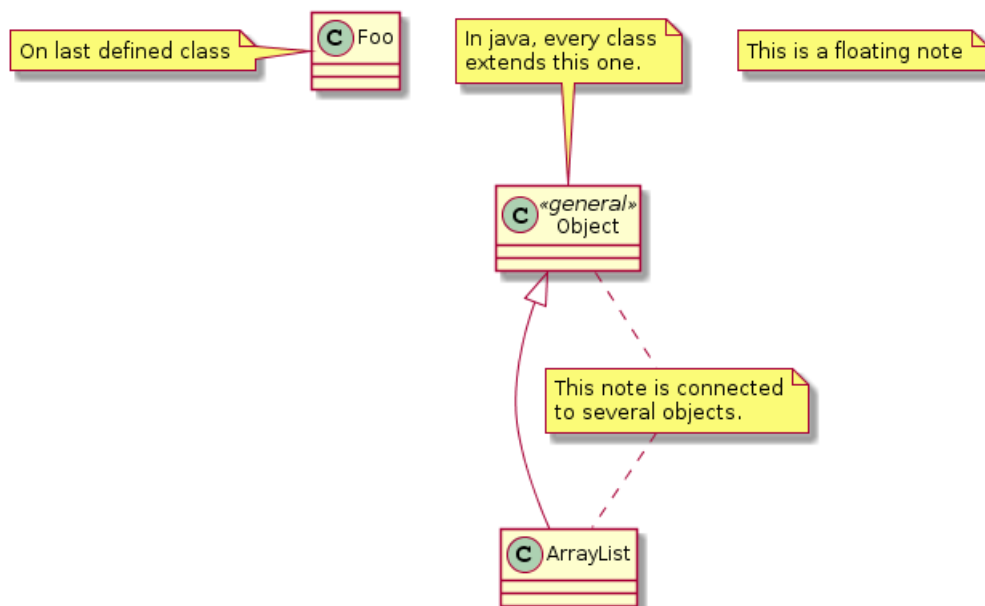 On last defined class
C Foo
In java, every class
extends this one.
This is a floating note
C «general»
Object
This note is connected
to several objects.
C ArrayList